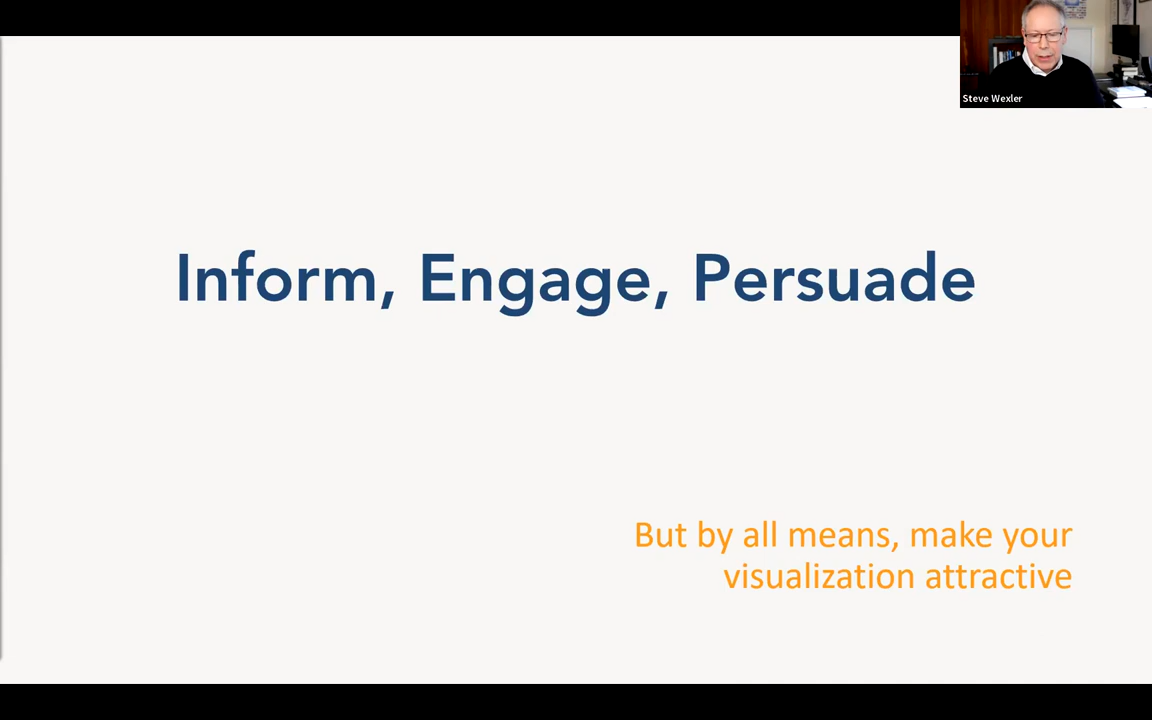 Steve Wexler
Inform, Engage, Persuade
But by all means, make your
visualization attractive